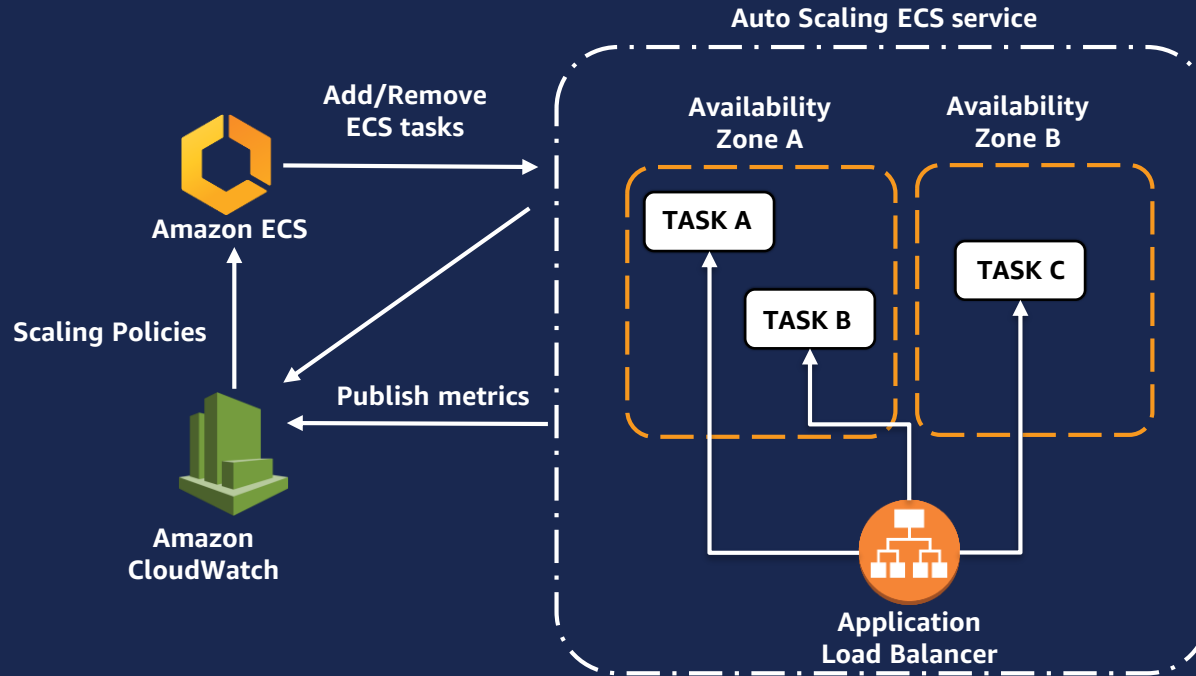 Auto Scaling ECS service
Add/Remove
ECS tasks
Availability
Zone A
Availability
Zone B
TASK A
Amazon ECS
TASK C
TASK B
Scaling Policies
Publish metrics
Amazon
CloudWatch
Application
Load Balancer